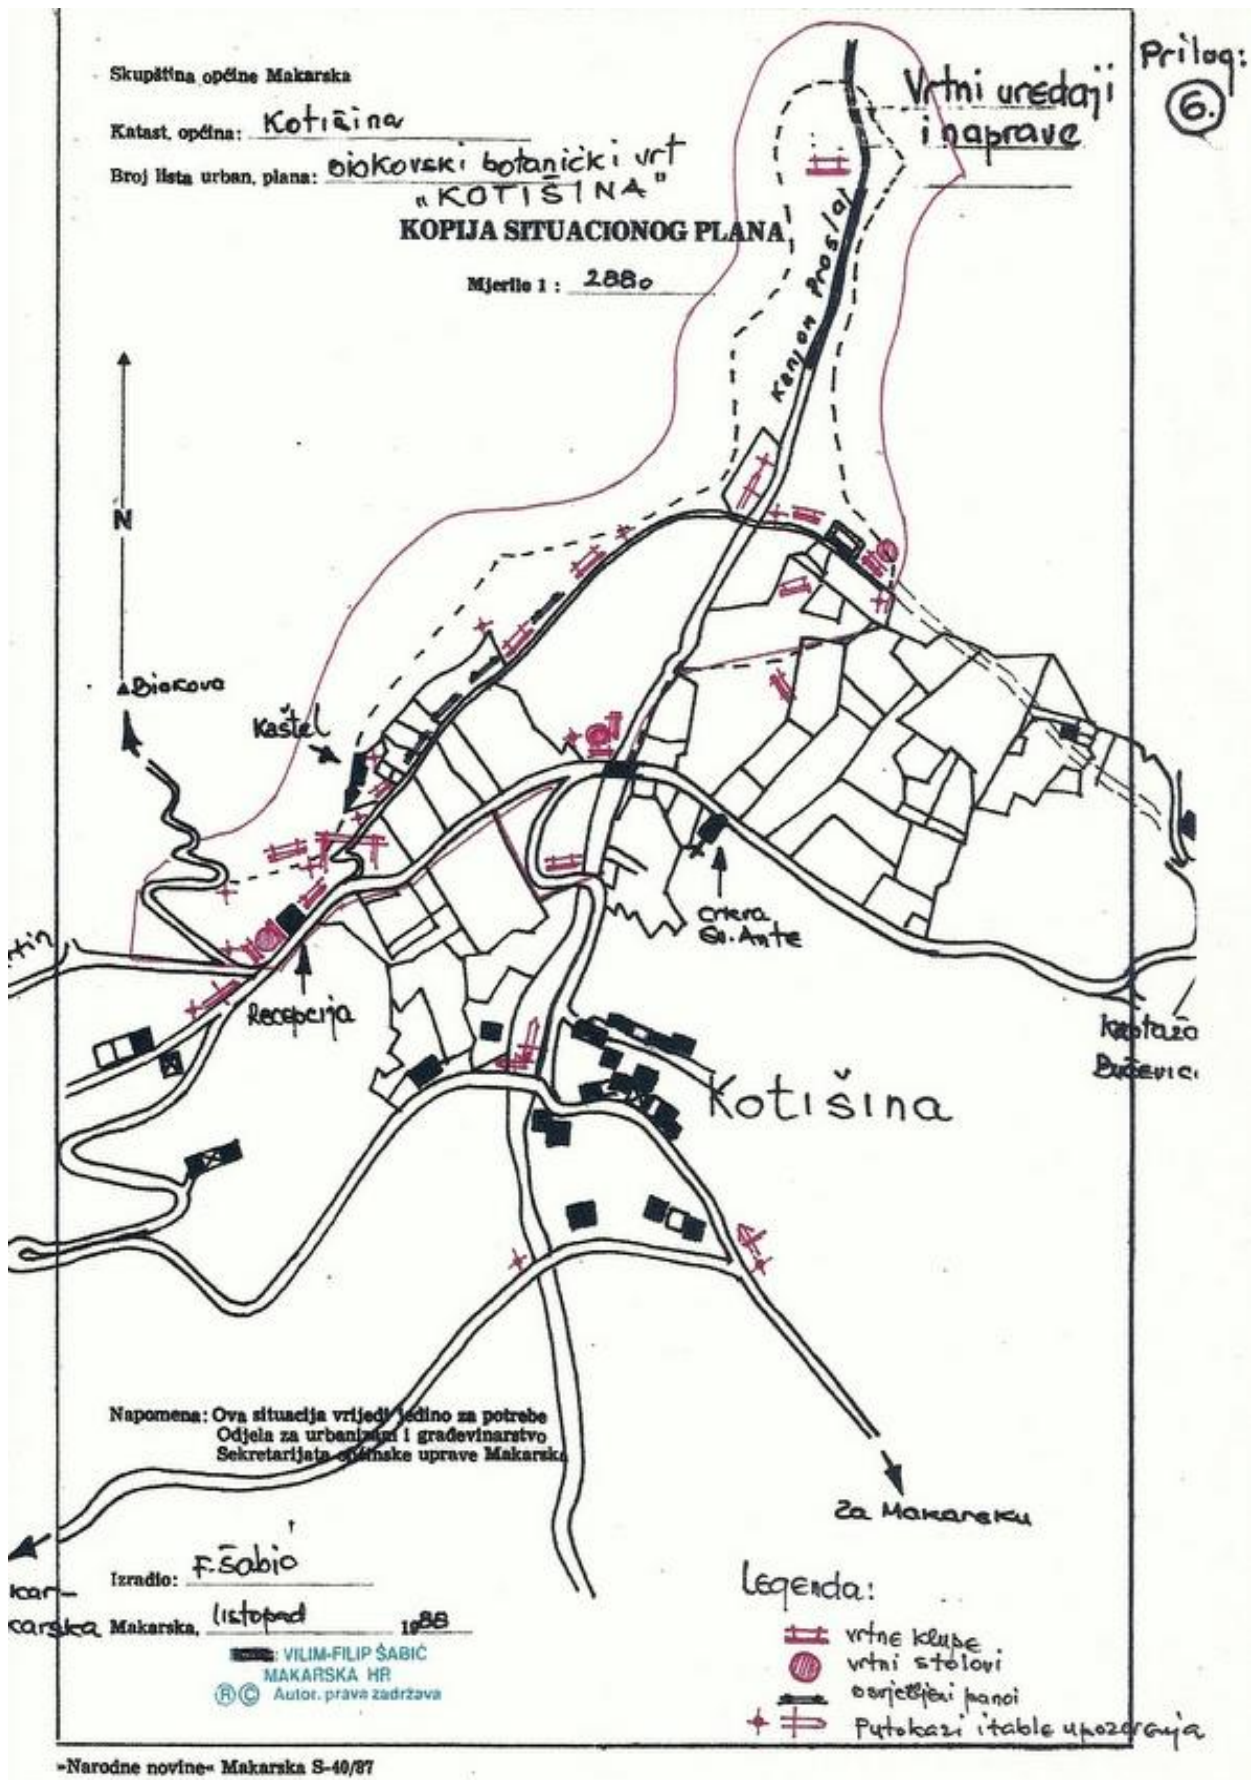 Prilog:
6.
Vrtni uređaji
i naprave
Skupština općine Makarska
Katast. općina: Kotišina
Broj lista urban. plana: Biokovski botanički vrt
"KOTIŠINA"
KOPIJA SITUACIONOG PLANA
Mjerilo 1 : 2880
Kanjon Proslap
N
Biokovo
Kaštel
Crkva
Sv. Ante
Recepcija
Kotišina
Napomena: Ova situacija vrijedi jedino za potrebe
Odjela za urbanizam i građevinarstvo
Sekretarijata općinske uprave Makarska
Za Makarsku
Izradio: F. Šabić
Makarska, listopad 1988
VILIM-FILIP ŠABIĆ
MAKARSKA HR
® © Autor. prava zadržava
Legenda:
vrtne klupe
vrtni stolovi
osvjetljeni panoi
Putokazi i table upozorenja
»Narodne novine« Makarska S-40/87